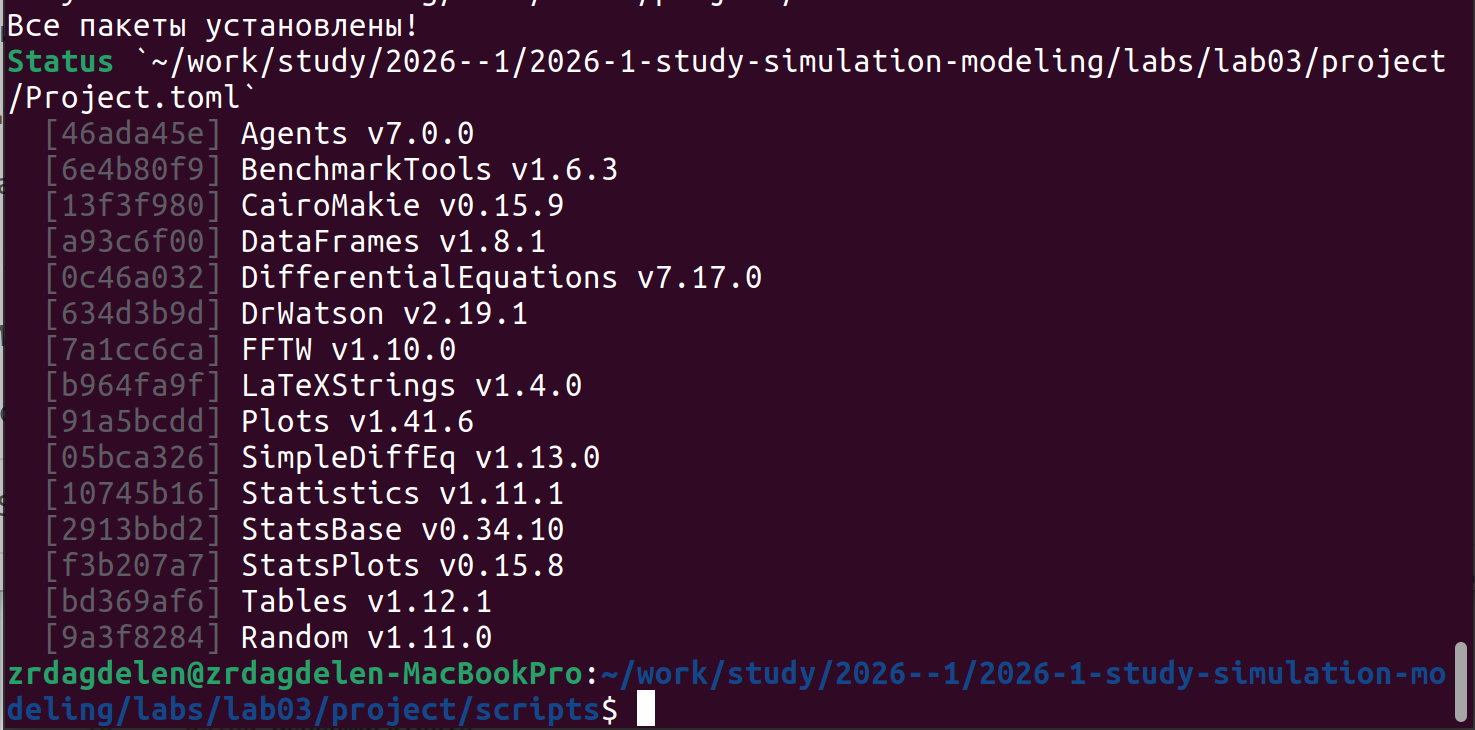 Все пакеты установлены!
Status `~/work/study/2026--1/2026-1-study-simulation-modeling/labs/lab03/project
/Project.toml`
[46ada45e] Agents v7.0.0
[6e4b80f9] BenchmarkTools v1.6.3
[13f3f980] CairoMakie v0.15.9
[a93c6f00] DataFrames v1.8.1
[0c46a032] DifferentialEquations v7.17.0
[634d3b9d] DrWatson v2.19.1
[7a1cc6ca] FFTW v1.10.0
[b964fa9f] LaTeXStrings v1.4.0
[91a5bcdd] Plots v1.41.6
[05bca326] SimpleDiffEq v1.13.0
[10745b16] Statistics v1.11.1
[2913bbd2] StatsBase v0.34.10
[f3b207a7] StatsPlots v0.15.8
[bd369af6] Tables v1.12.1
[9a3f8284] Random v1.11.0
zrdagdelen@zrdagdelen-MacBookPro:~/work/study/2026--1/2026-1-study-simulation-mo
deling/labs/lab03/project/scripts$